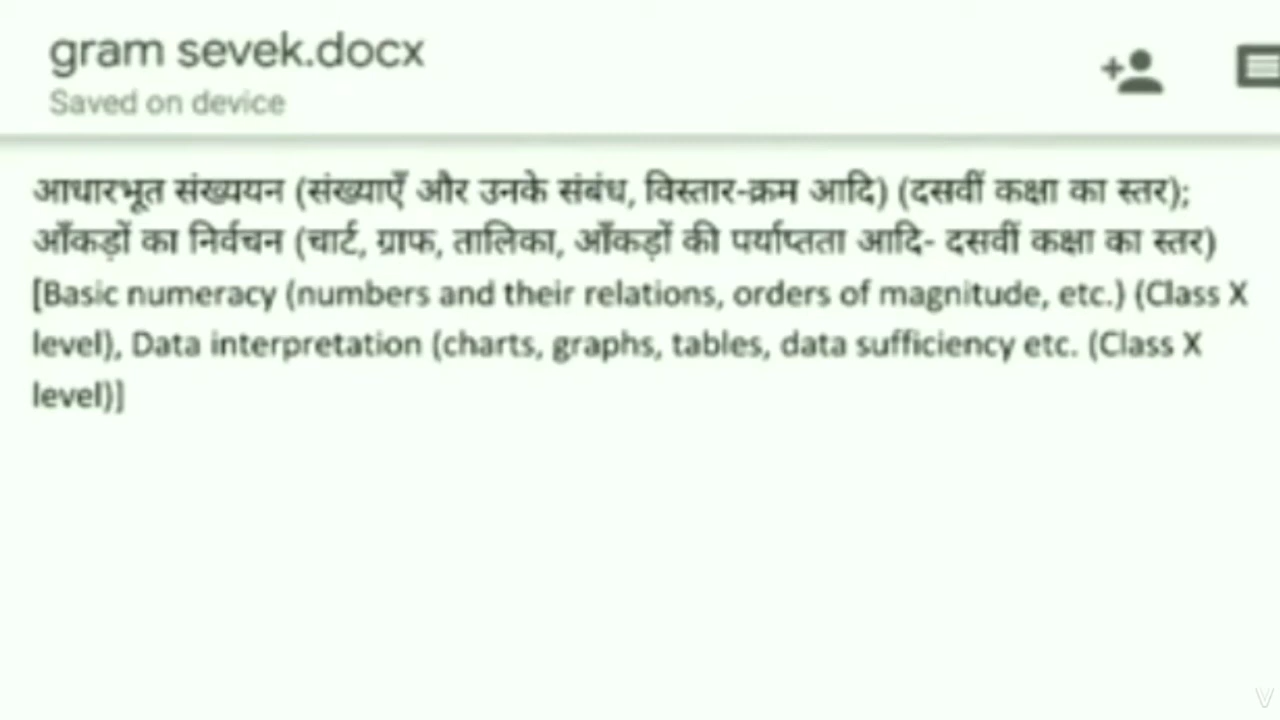 gram sevek.docx
Saved on device
आधारभूत संख्ययन (संख्याएँ और उनके संबंध, विस्तार-क्रम आदि) (दसवीं कक्षा का स्तर);
आँकड़ों का निर्वचन (चार्ट, ग्राफ, तालिका, आँकड़ों की पर्याप्तता आदि- दसवीं कक्षा का स्तर)
[Basic numeracy (numbers and their relations, orders of magnitude, etc.) (Class X
level), Data interpretation (charts, graphs, tables, data sufficiency etc. (Class X
level)]
V